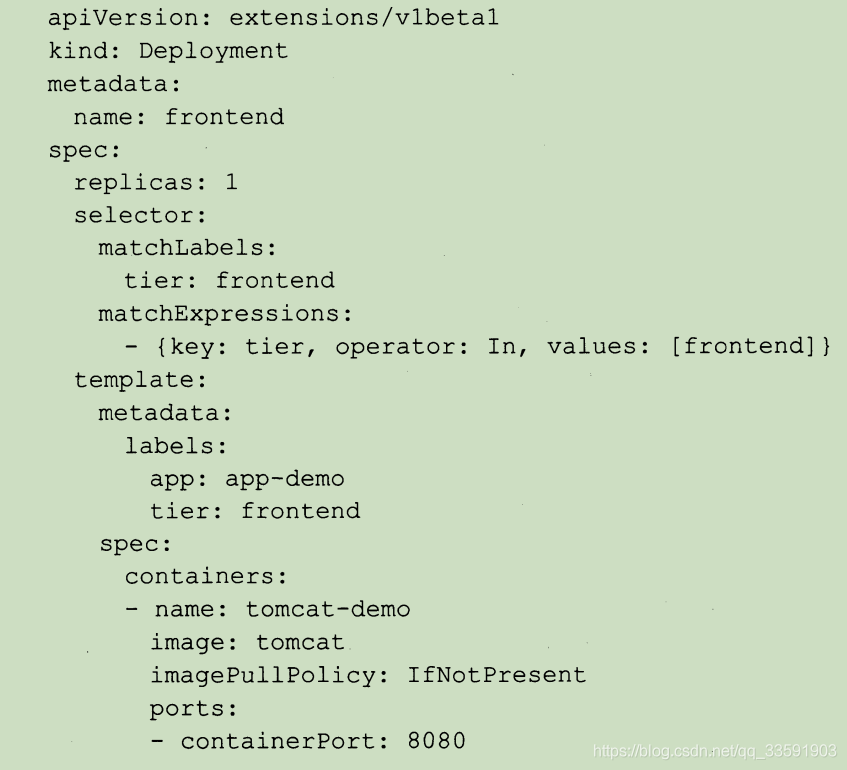 apiVersion: extensions/v1beta1
kind: Deployment
metadata:
  name: frontend
spec:
  replicas: 1
  selector:
    matchLabels:
      tier: frontend
    matchExpressions:
      - {key: tier, operator: In, values: [frontend]}
  template:
    metadata:
      labels:
        app: app-demo
        tier: frontend
    spec:
      containers:
      - name: tomcat-demo
        image: tomcat
        imagePullPolicy: IfNotPresent
        ports:
        - containerPort: 8080
https://blog.csdn.net/qq_33591903